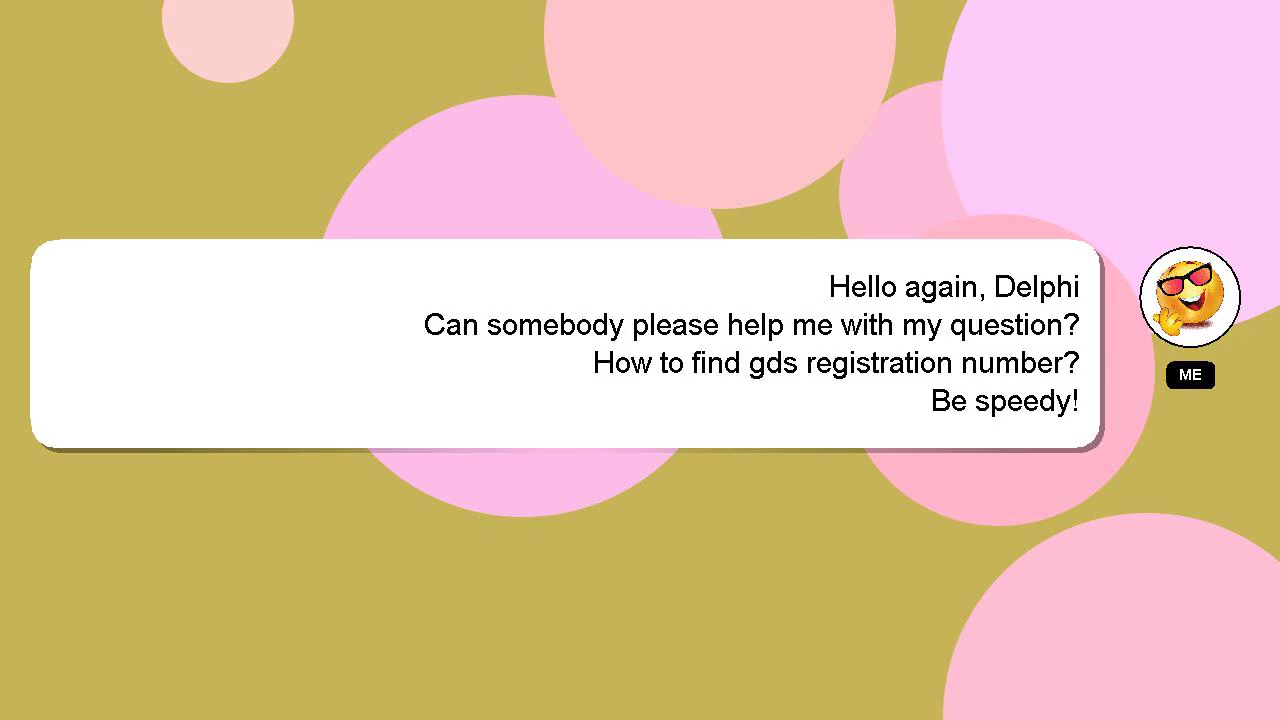 Hello again, Delphi
Can somebody please help me with my question?
How to find gds registration number?
Be speedy!
ME